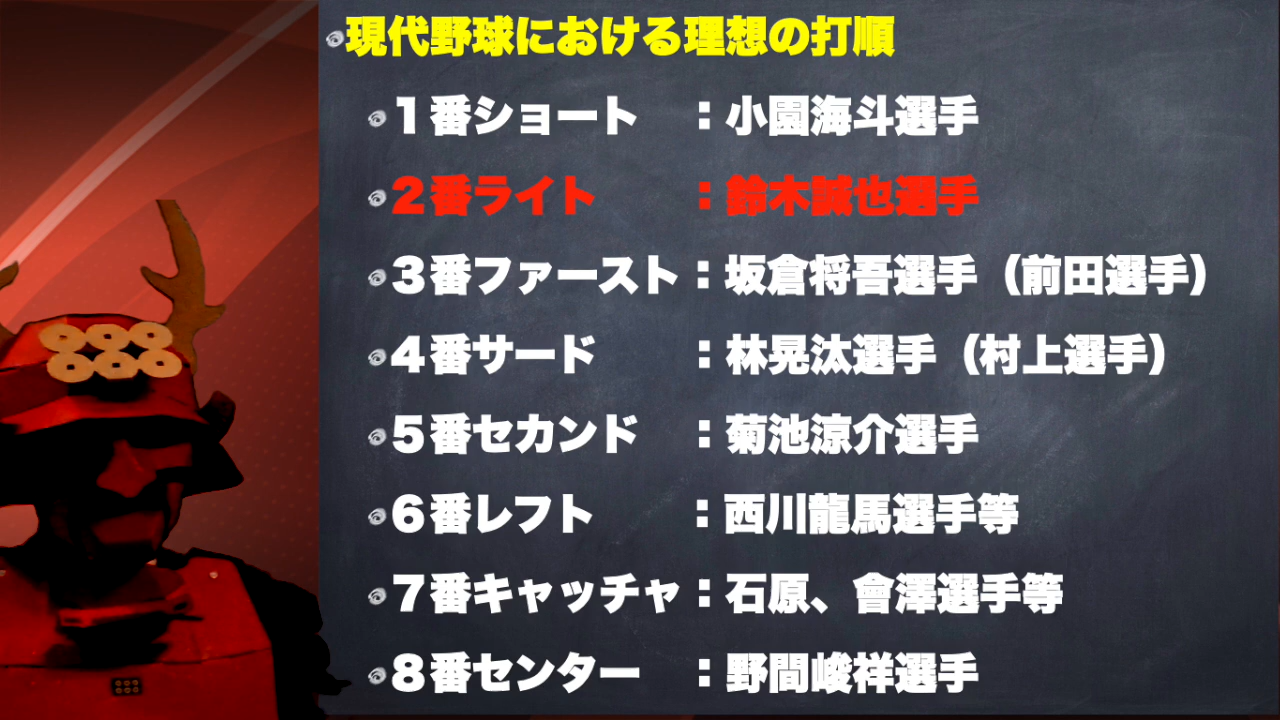 現代野球における理想の打順
１番ショート　：小園海斗選手
２番ライト　　：鈴木誠也選手
３番ファースト：坂倉将吾選手（前田選手）
４番サード　　：林晃汰選手（村上選手）
５番セカンド　：菊池涼介選手
６番レフト　　：西川龍馬選手等
７番キャッチャ：石原、會澤選手等
８番センター　：野間峻祥選手